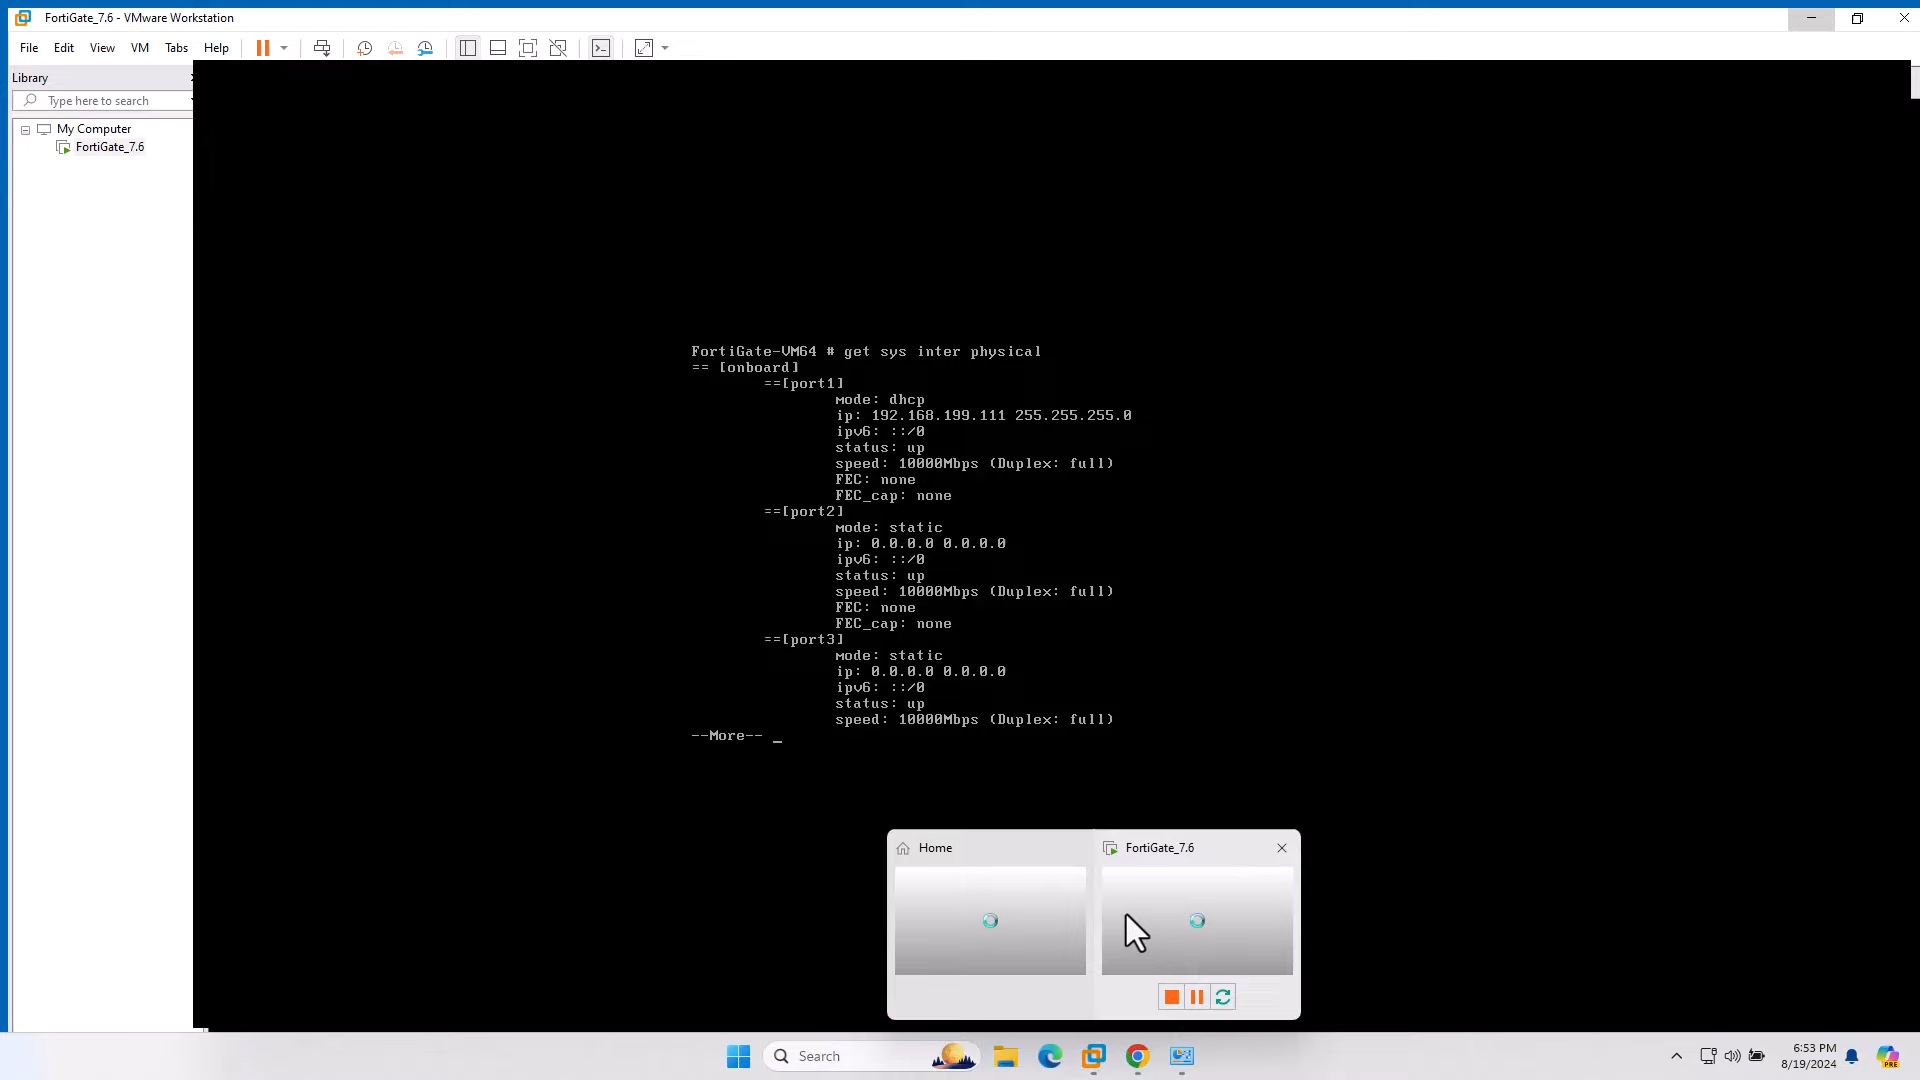 FortiGate_7.6 - VMware Workstation
File Edit View VM Tabs Help
Library
Type here to search
My Computer
FortiGate_7.6
FortiGate-VM64 # get sys inter physical
== [onboard]
==[port1]
mode: dhcp
ip: 192.168.199.111 255.255.255.0
ipv6: ::/0
status: up
speed: 10000Mbps (Duplex: full)
FEC: none
FEC_cap: none
==[port2]
mode: static
ip: 0.0.0.0 0.0.0.0
ipv6: ::/0
status: up
speed: 10000Mbps (Duplex: full)
FEC: none
FEC_cap: none
==[port3]
mode: static
ip: 0.0.0.0 0.0.0.0
ipv6: ::/0
status: up
speed: 10000Mbps (Duplex: full)
--More-- _
Home
FortiGate_7.6
Search
6:53 PM
8/19/2024
PRE